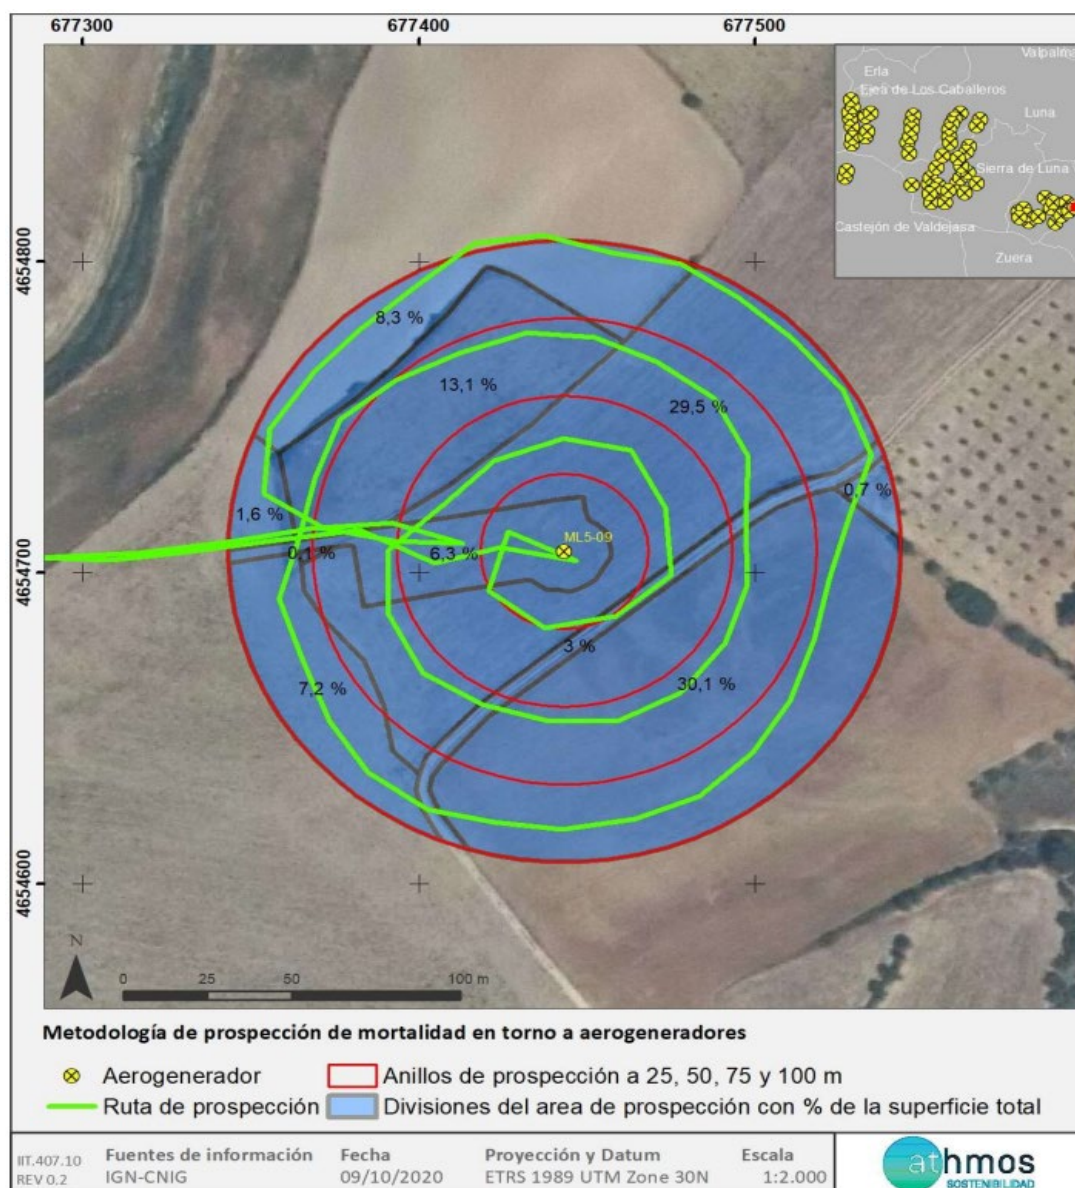 677300 677400 677500
Valpalma
Erla
Ejea de Los Caballeros
Luna
Sierra de Luna
Castejón de Valdejasa
Zuera
4654800
8,3 %
13,1 %
29,5 %
0,7 %
1,6 %
ML5-09
0,1 %
6,3 %
4654700
3 %
7,2 %
30,1 %
4654600
N
0 25 50 100 m
Metodología de prospección de mortalidad en torno a aerogeneradores
Aerogenerador
Anillos de prospección a 25, 50, 75 y 100 m
Ruta de prospección
Divisiones del area de prospección con % de la superficie total
IIT.407.10
REV 0.2
Fuentes de información
IGN-CNIG
Fecha
09/10/2020
Proyección y Datum
ETRS 1989 UTM Zone 30N
Escala
1:2.000
athmos
SOSTENIBILIDAD